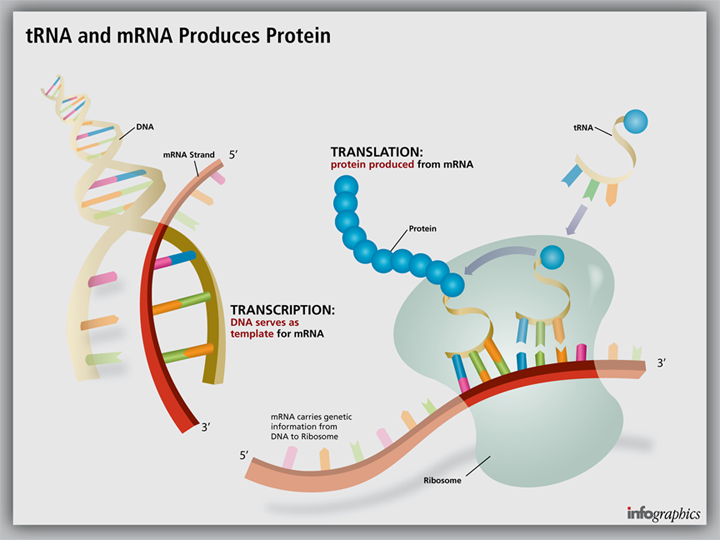 tRNA and mRNA Produces Protein
DNA
mRNA Strand
5’
TRANSCRIPTION:
DNA serves as
template for mRNA
3’
TRANSLATION:
protein produced from mRNA
tRNA
Protein
3’
mRNA carries genetic
information from
DNA to Ribosome
5’
Ribosome
infographics